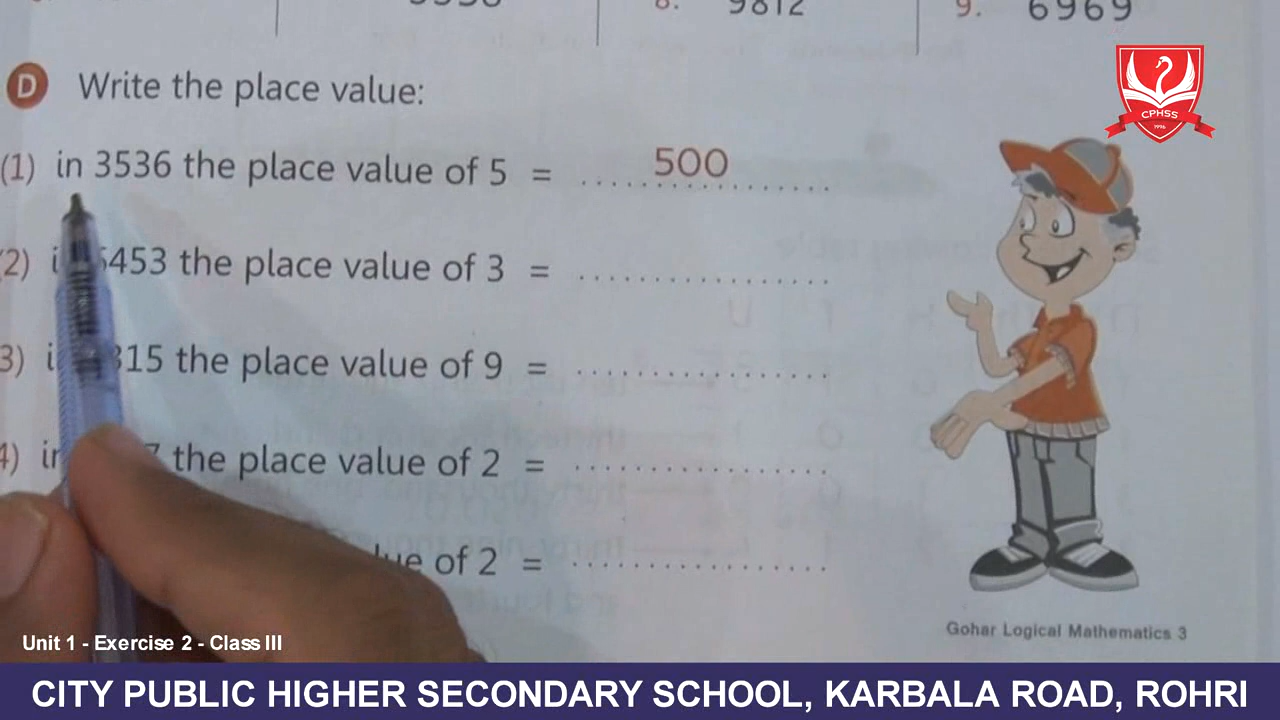 8. 9812 9. 6969
D Write the place value:
(1) in 3536 the place value of 5 = 500
2) 5453 the place value of 3 =
3) 315 the place value of 9 =
4) the place value of 2 =
of 2 =
CPHSS
1996
Gohar Logical Mathematics 3
Unit 1 - Exercise 2 - Class III
CITY PUBLIC HIGHER SECONDARY SCHOOL, KARBALA ROAD, ROHRI